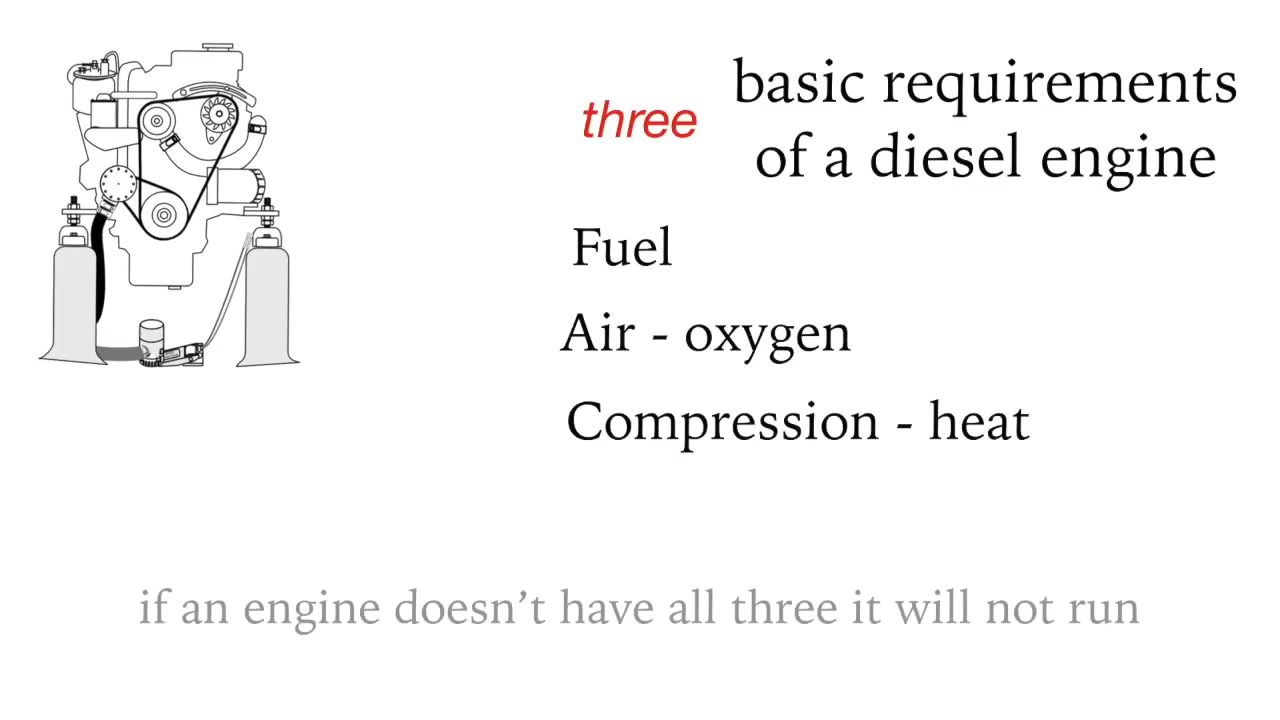 three
basic requirements
of a diesel engine
Fuel
Air - oxygen
Compression - heat
if an engine doesn’t have all three it will not run